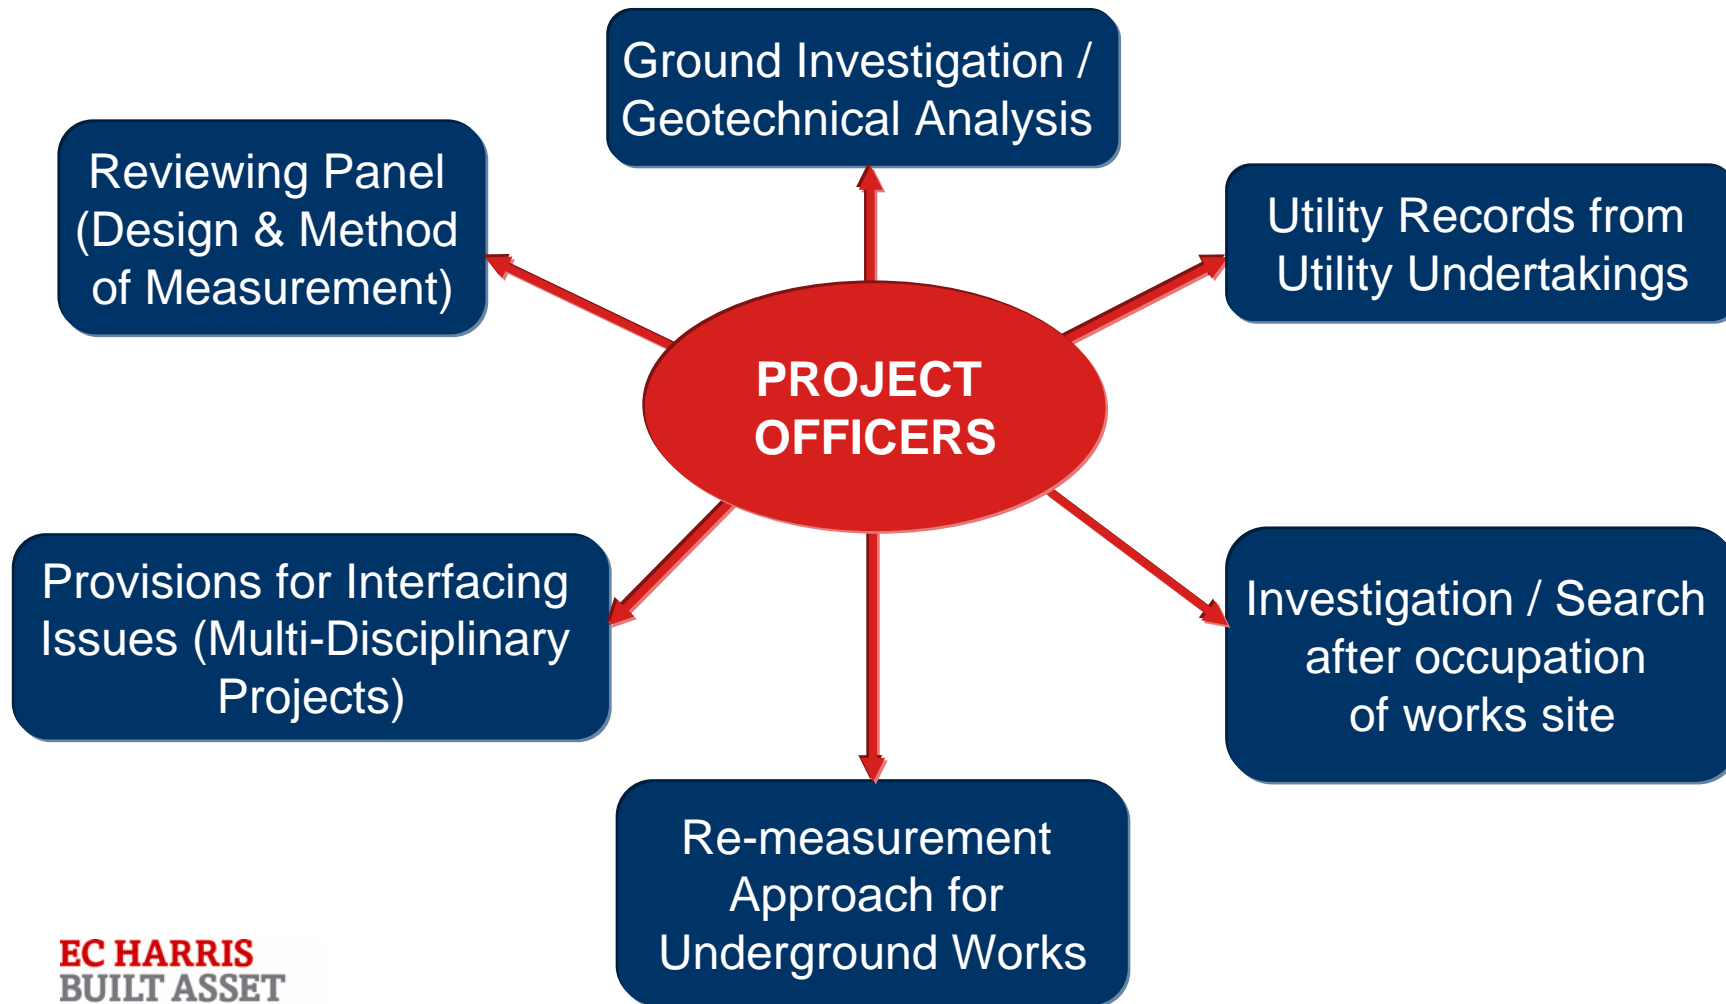 Ground Investigation /
Geotechnical Analysis
Reviewing Panel
(Design & Method
of Measurement)
Utility Records from
Utility Undertakings
PROJECT
OFFICERS
Provisions for Interfacing
Issues (Multi-Disciplinary
Projects)
Investigation / Search
after occupation
of works site
Re-measurement
Approach for
Underground Works
EC HARRIS
BUILT ASSET